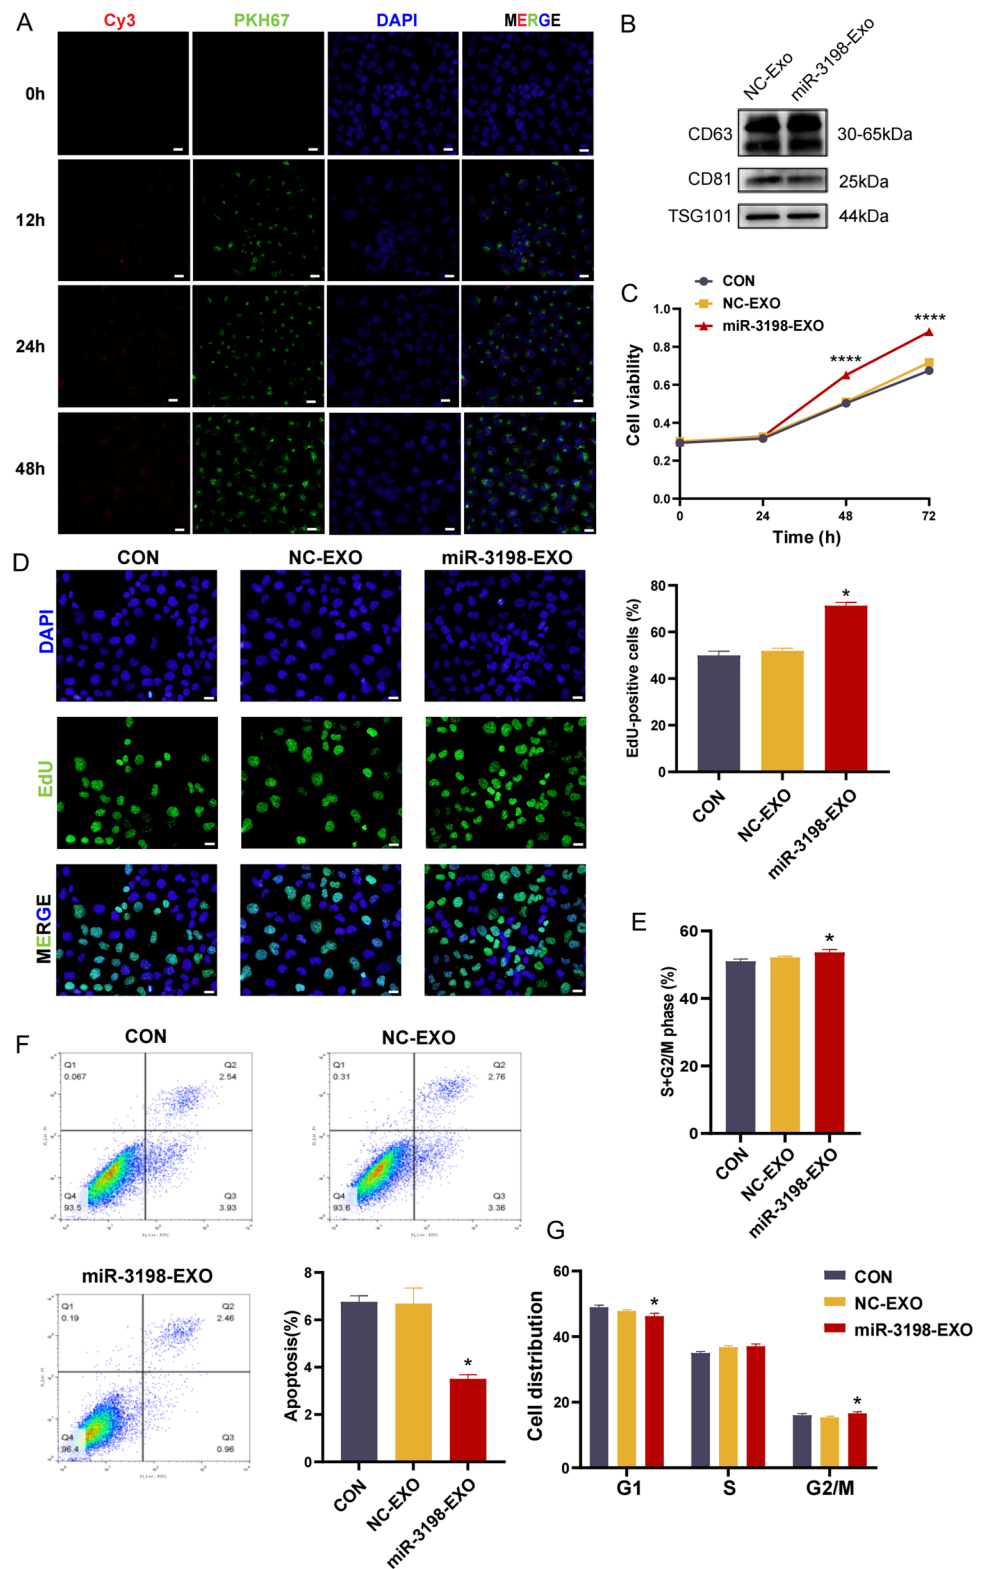 A
Cy3 PKH67 DAPI MERGE
0h
12h
24h
48h
B
NC-Exo miR-3198-Exo
CD63 30-65kDa
CD81 25kDa
TSG101 44kDa
C
CON
NC-EXO
miR-3198-EXO
Cell viability
1.0
0.8
0.6
0.4
0.2
0.0
****
****
0 24 48 72
Time (h)
D
CON NC-EXO miR-3198-EXO
DAPI
EdU
MERGE
EdU-positive cells (%)
80
60
40
20
0
*
CON NC-EXO miR-3198-EXO
E
S+G2/M phase (%)
60
40
20
0
*
CON NC-EXO miR-3198-EXO
F
CON
Q1
0.067
Q2
2.54
Q4
93.5
Q3
3.93
NC-EXO
Q1
0.31
Q2
2.76
Q4
93.6
Q3
3.36
miR-3198-EXO
Q1
0.19
Q2
2.46
Q4
96.4
Q3
0.96
Apoptosis(%)
8
6
4
2
0
*
CON NC-EXO miR-3198-EXO
G
CON
NC-EXO
miR-3198-EXO
Cell distribution
60
40
20
0
*
*
G1 S G2/M